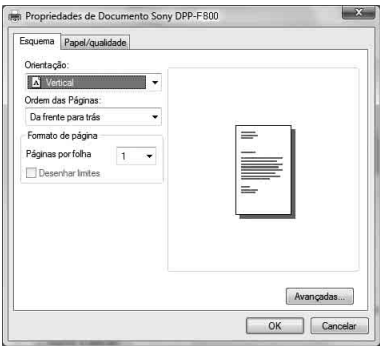 Propriedades de Documento Sony DPP-F800
Esquema Papel/qualidade
Orientação:
A Vertical
Ordem das Páginas:
Da frente para trás
Formato de página
Páginas por folha 1
Desenhar limites
Avançadas...
OK Cancelar